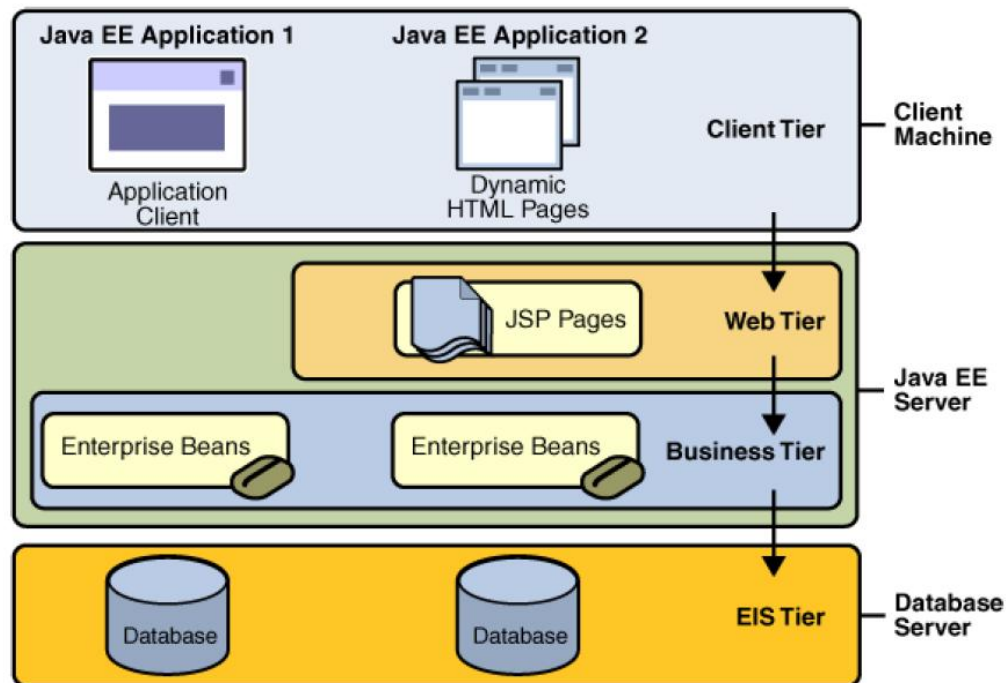 Java EE Application 1
Java EE Application 2
Application
Client
Dynamic
HTML Pages
Client Tier
Client
Machine
JSP Pages
Web Tier
Java EE
Server
Enterprise Beans
Enterprise Beans
Business Tier
Database
Database
EIS Tier
Database
Server